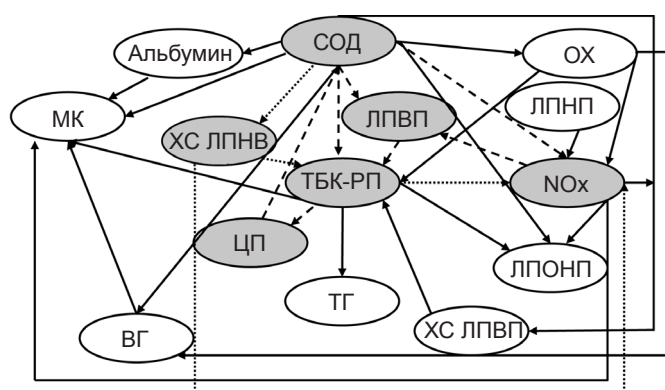 СОД
Альбумин
ОХ
ЛПНП
МК
ЛПВП
ХС ЛПНВ
ТБК-РП
NOx
ЦП
ЛПОНП
ТГ
ХС ЛПВП
ВГ